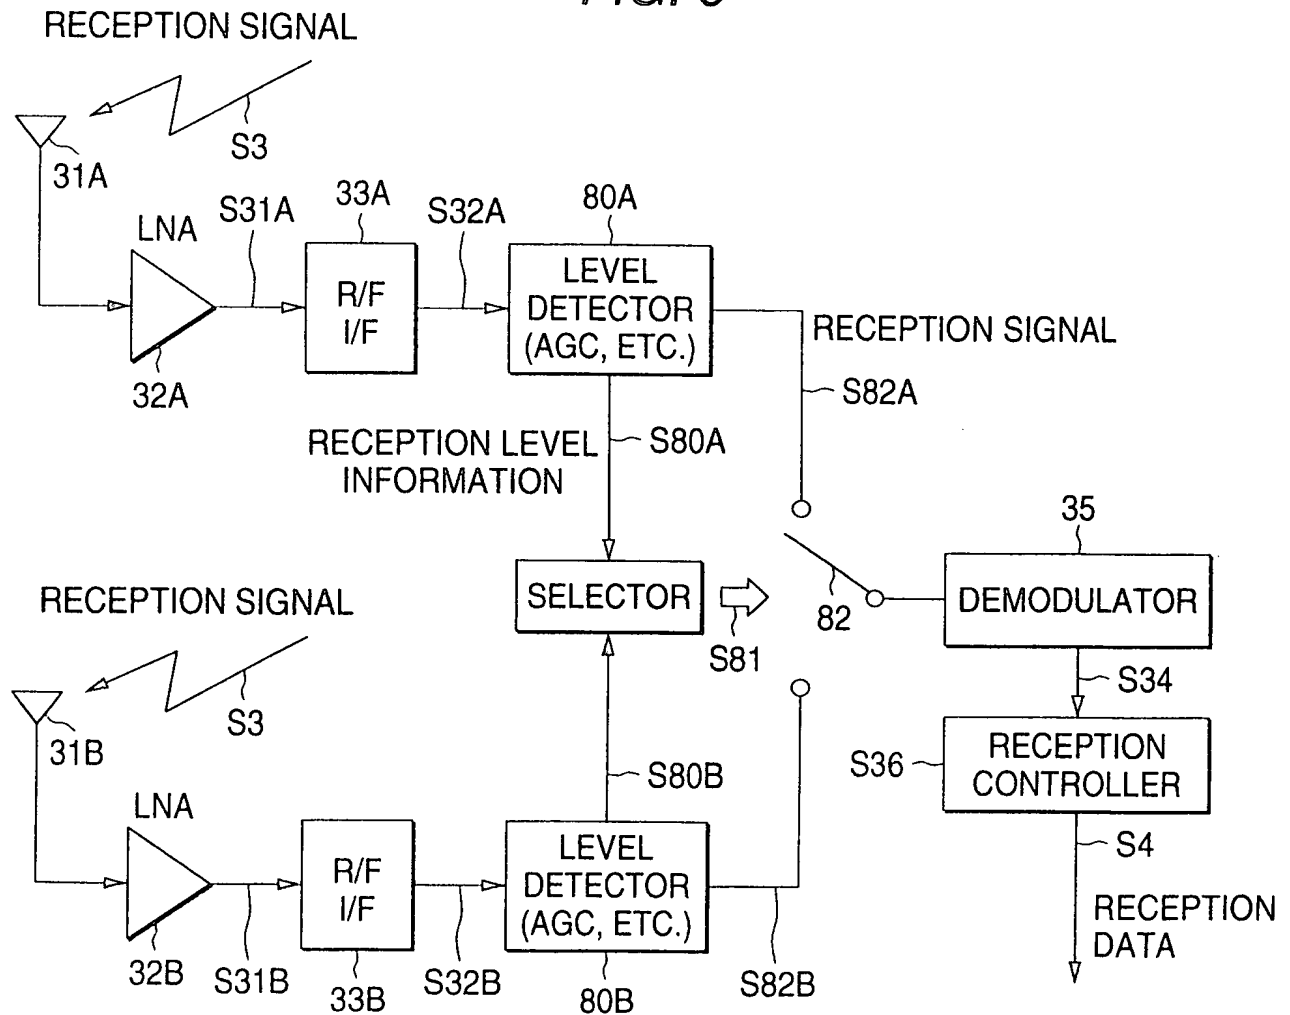 RECEPTION SIGNAL
S3
31A
LNA
S31A
33A
S32A
80A
R/F
I/F
LEVEL
DETECTOR
(AGC, ETC.)
32A
RECEPTION SIGNAL
S82A
RECEPTION LEVEL
INFORMATION
S80A
35
SELECTOR
S81
82
DEMODULATOR
S34
RECEPTION SIGNAL
S3
31B
S80B
S36
RECEPTION
CONTROLLER
LNA
R/F
I/F
LEVEL
DETECTOR
(AGC, ETC.)
S4
RECEPTION
DATA
32B
S31B
33B
S32B
80B
S82B